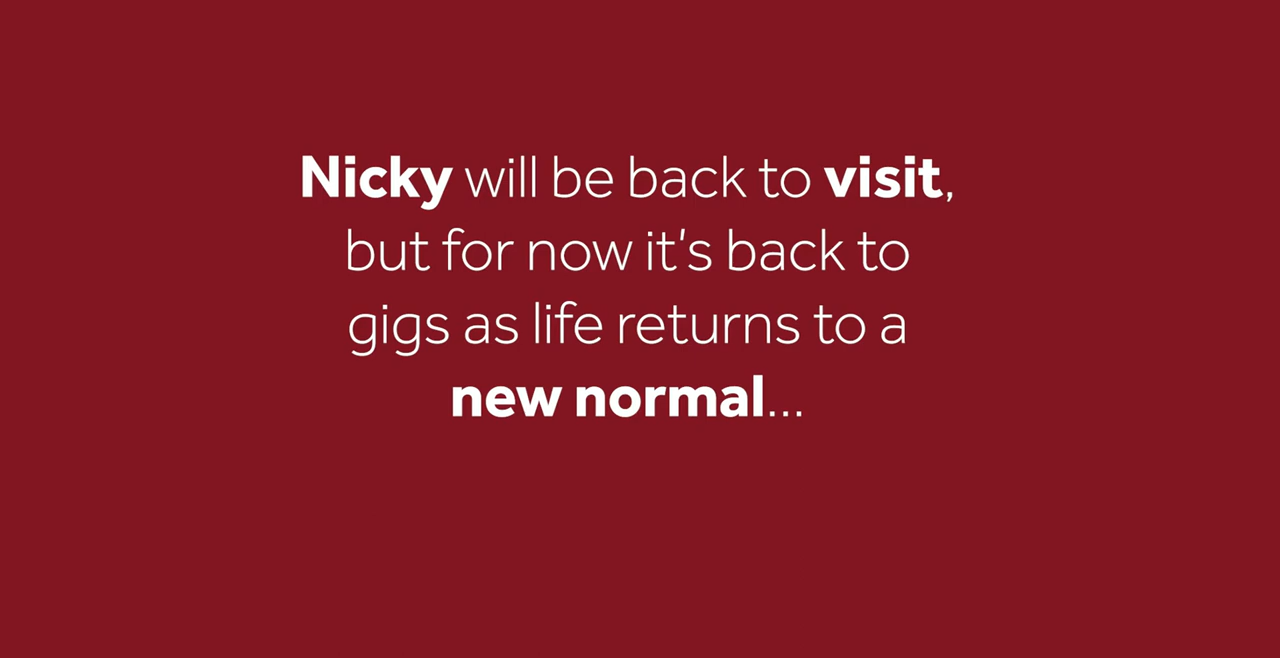 Nicky will be back to visit,
but for now it's back to
gigs as life returns to a
new normal...